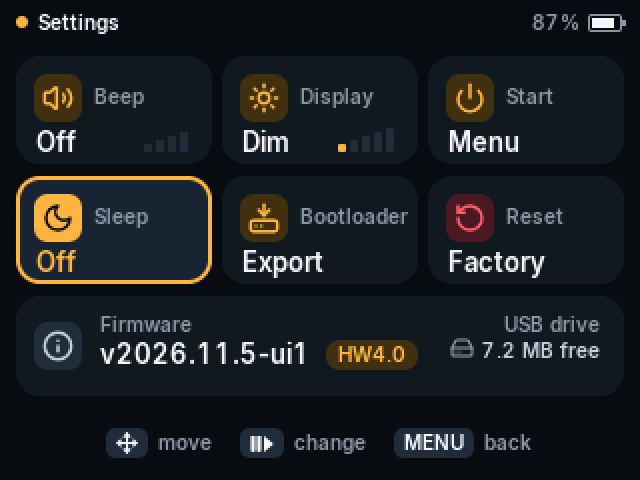 Settings
87%
Beep
Off
Display
Dim
Start
Menu
Sleep
Off
Bootloader
Export
Reset
Factory
Firmware
v2026.11.5-ui1 HW4.0
USB drive
7.2 MB free
move change MENU back